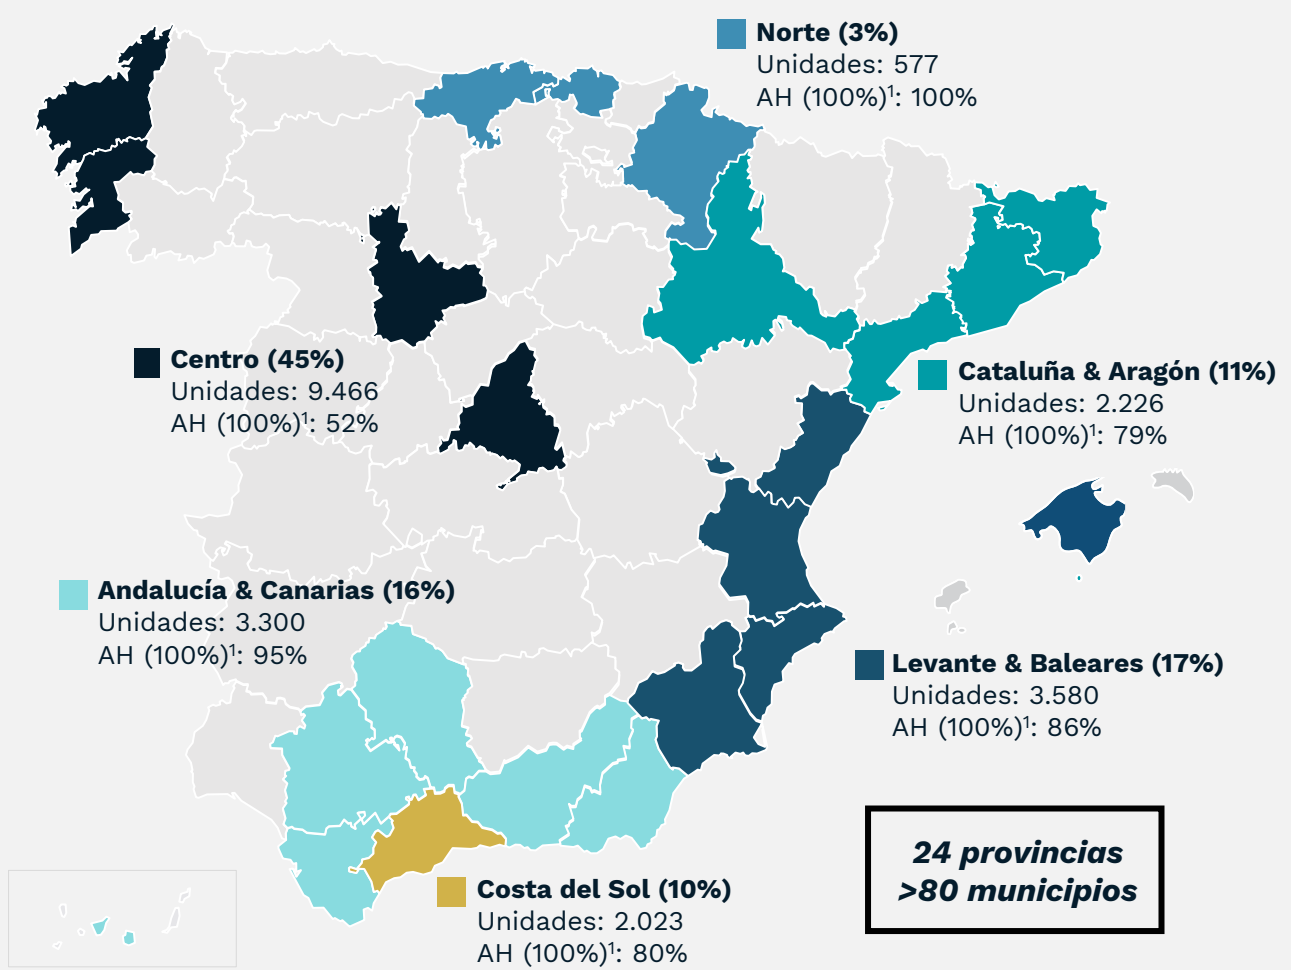 Norte (3%)
Unidades: 577
AH (100%)¹: 100%
Centro (45%)
Unidades: 9.466
AH (100%)¹: 52%
Cataluña & Aragón (11%)
Unidades: 2.226
AH (100%)¹: 79%
Andalucía & Canarias (16%)
Unidades: 3.300
AH (100%)¹: 95%
Levante & Baleares (17%)
Unidades: 3.580
AH (100%)¹: 86%
24 provincias
>80 municipios
Costa del Sol (10%)
Unidades: 2.023
AH (100%)¹: 80%